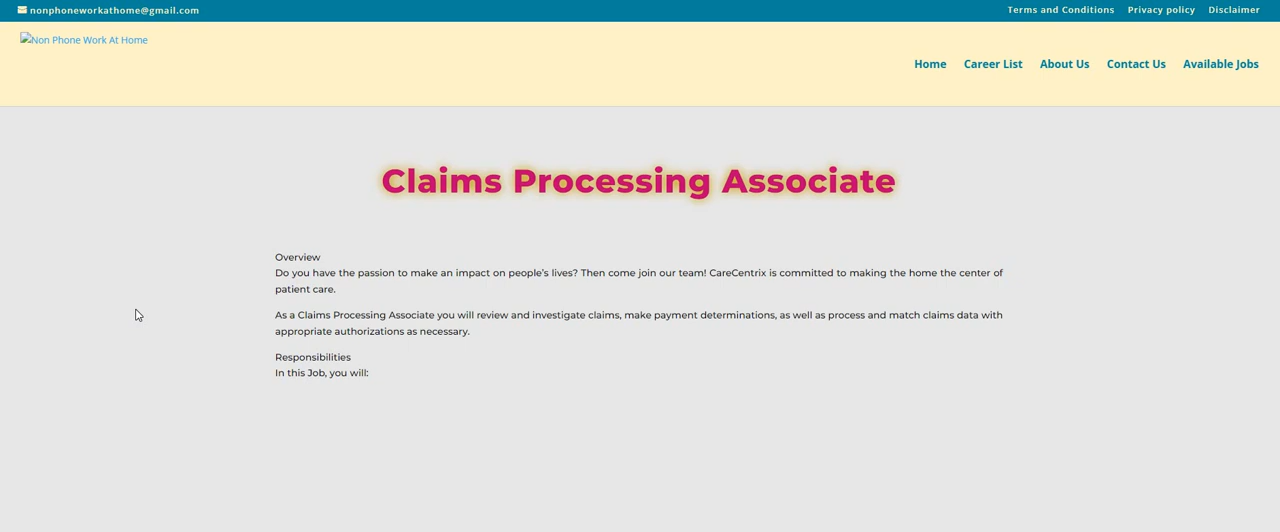 nonphoneworkathome@gmail.com
Terms and Conditions Privacy policy Disclaimer
Non Phone Work At Home
Home Career List About Us Contact Us Available Jobs
Claims Processing Associate
Overview
Do you have the passion to make an impact on people's lives? Then come join our team! CareCentrix is committed to making the home the center of
patient care.
As a Claims Processing Associate you will review and investigate claims, make payment determinations, as well as process and match claims data with
appropriate authorizations as necessary.
Responsibilities
In this Job, you will: